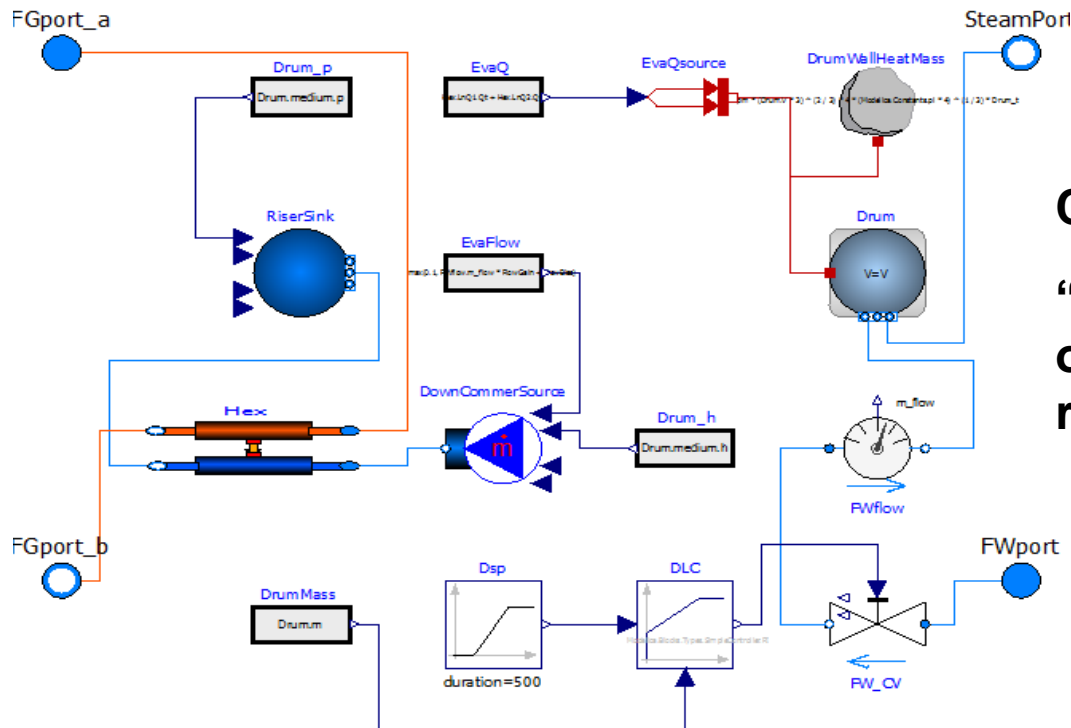 FGport_a
SteamPort
Drum_p
EvaQ
EvaQsource
DrumWallHeatMass
Drum.medium.p
RiserSink
EvaFlow
Drum
V=V
DownCommerSource
Hex
Drum_h
m_flow
ṁ
Drum.medium.h
FWflow
FGport_b
FWport
Dsp
DLC
DrumMass
Drum.m
duration=500
FW_CV